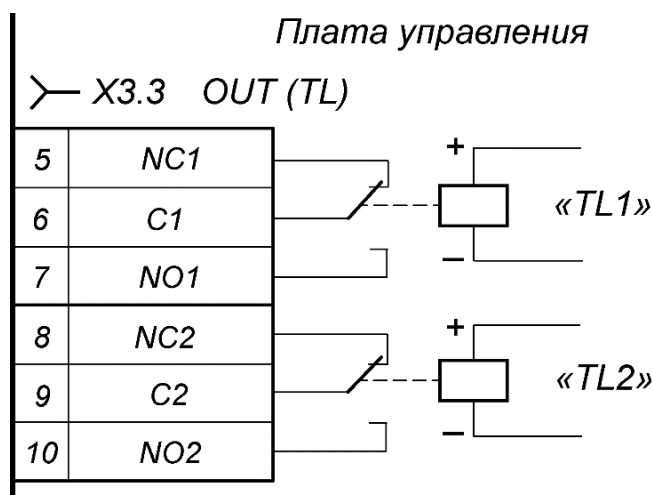 Плата управления
X3.3 OUT (TL)
5 NC1
6 C1
7 NO1
8 NC2
9 C2
10 NO2
+
«TL1»
–
+
«TL2»
–